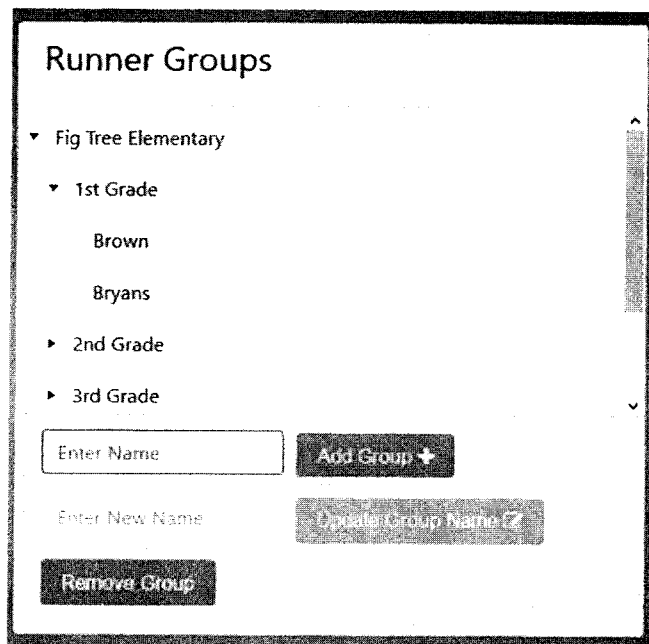 Runner Groups
Fig Tree Elementary
1st Grade
Brown
Bryans
2nd Grade
3rd Grade
Enter Name
Add Group
Enter New Name
Update Group Name
Remove Group